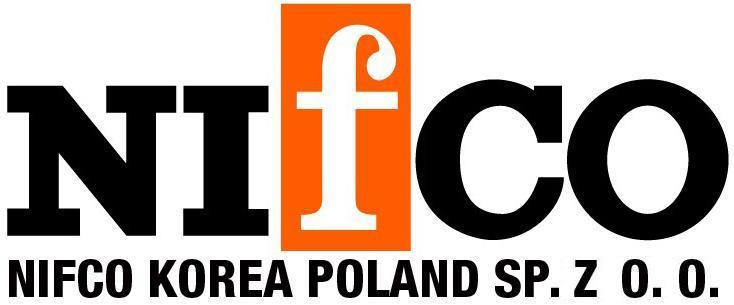 NIfCO
NIFCO KOREA POLAND SP. Z O. O.